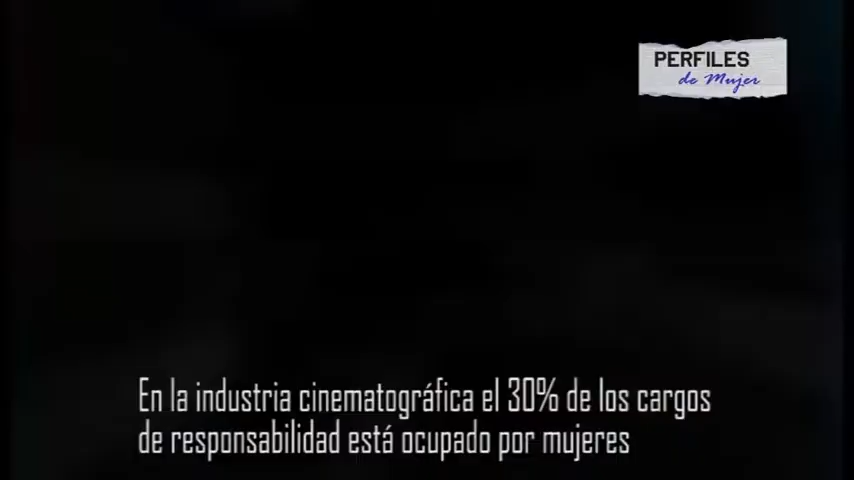 PERFILES
de Mujer
En la industria cinematográfica el 30% de los cargos
de responsabilidad está ocupado por mujeres